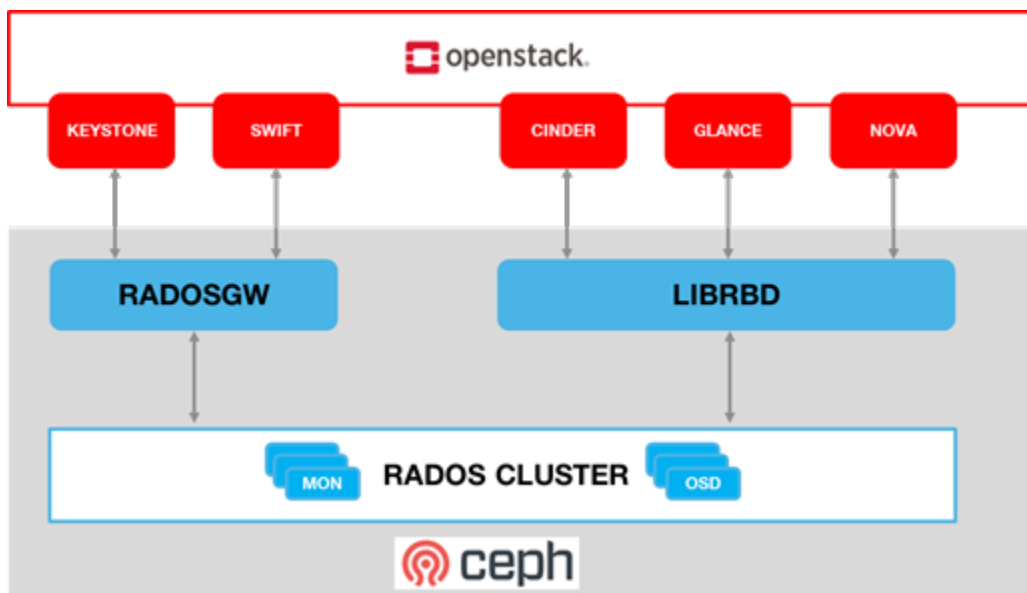 openstack.
KEYSTONE SWIFT CINDER GLANCE NOVA
RADOSGW LIBRBD
MON RADOS CLUSTER OSD
ceph